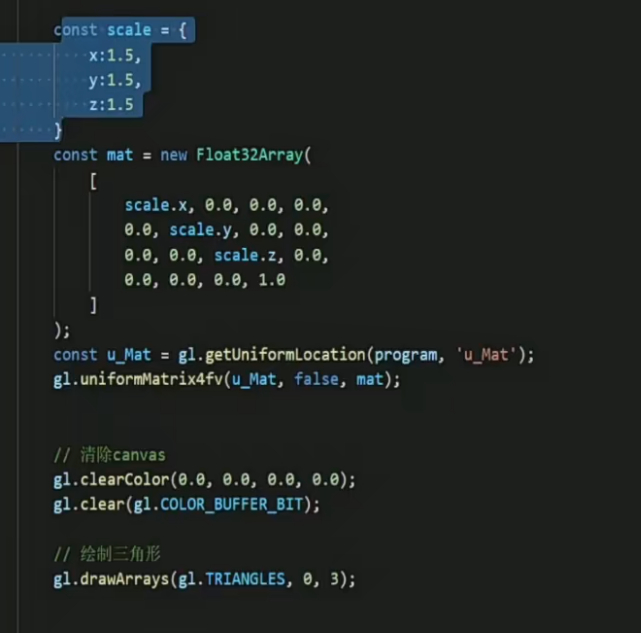 const scale = {
x:1.5,
y:1.5,
z:1.5
}
const mat = new Float32Array(
[
scale.x, 0.0, 0.0, 0.0,
0.0, scale.y, 0.0, 0.0,
0.0, 0.0, scale.z, 0.0,
0.0, 0.0, 0.0, 1.0
]
);
const u_Mat = gl.getUniformLocation(program, 'u_Mat');
gl.uniformMatrix4fv(u_Mat, false, mat);
// 清除canvas
gl.clearColor(0.0, 0.0, 0.0, 0.0);
gl.clear(gl.COLOR_BUFFER_BIT);
// 绘制三角形
gl.drawArrays(gl.TRIANGLES, 0, 3);